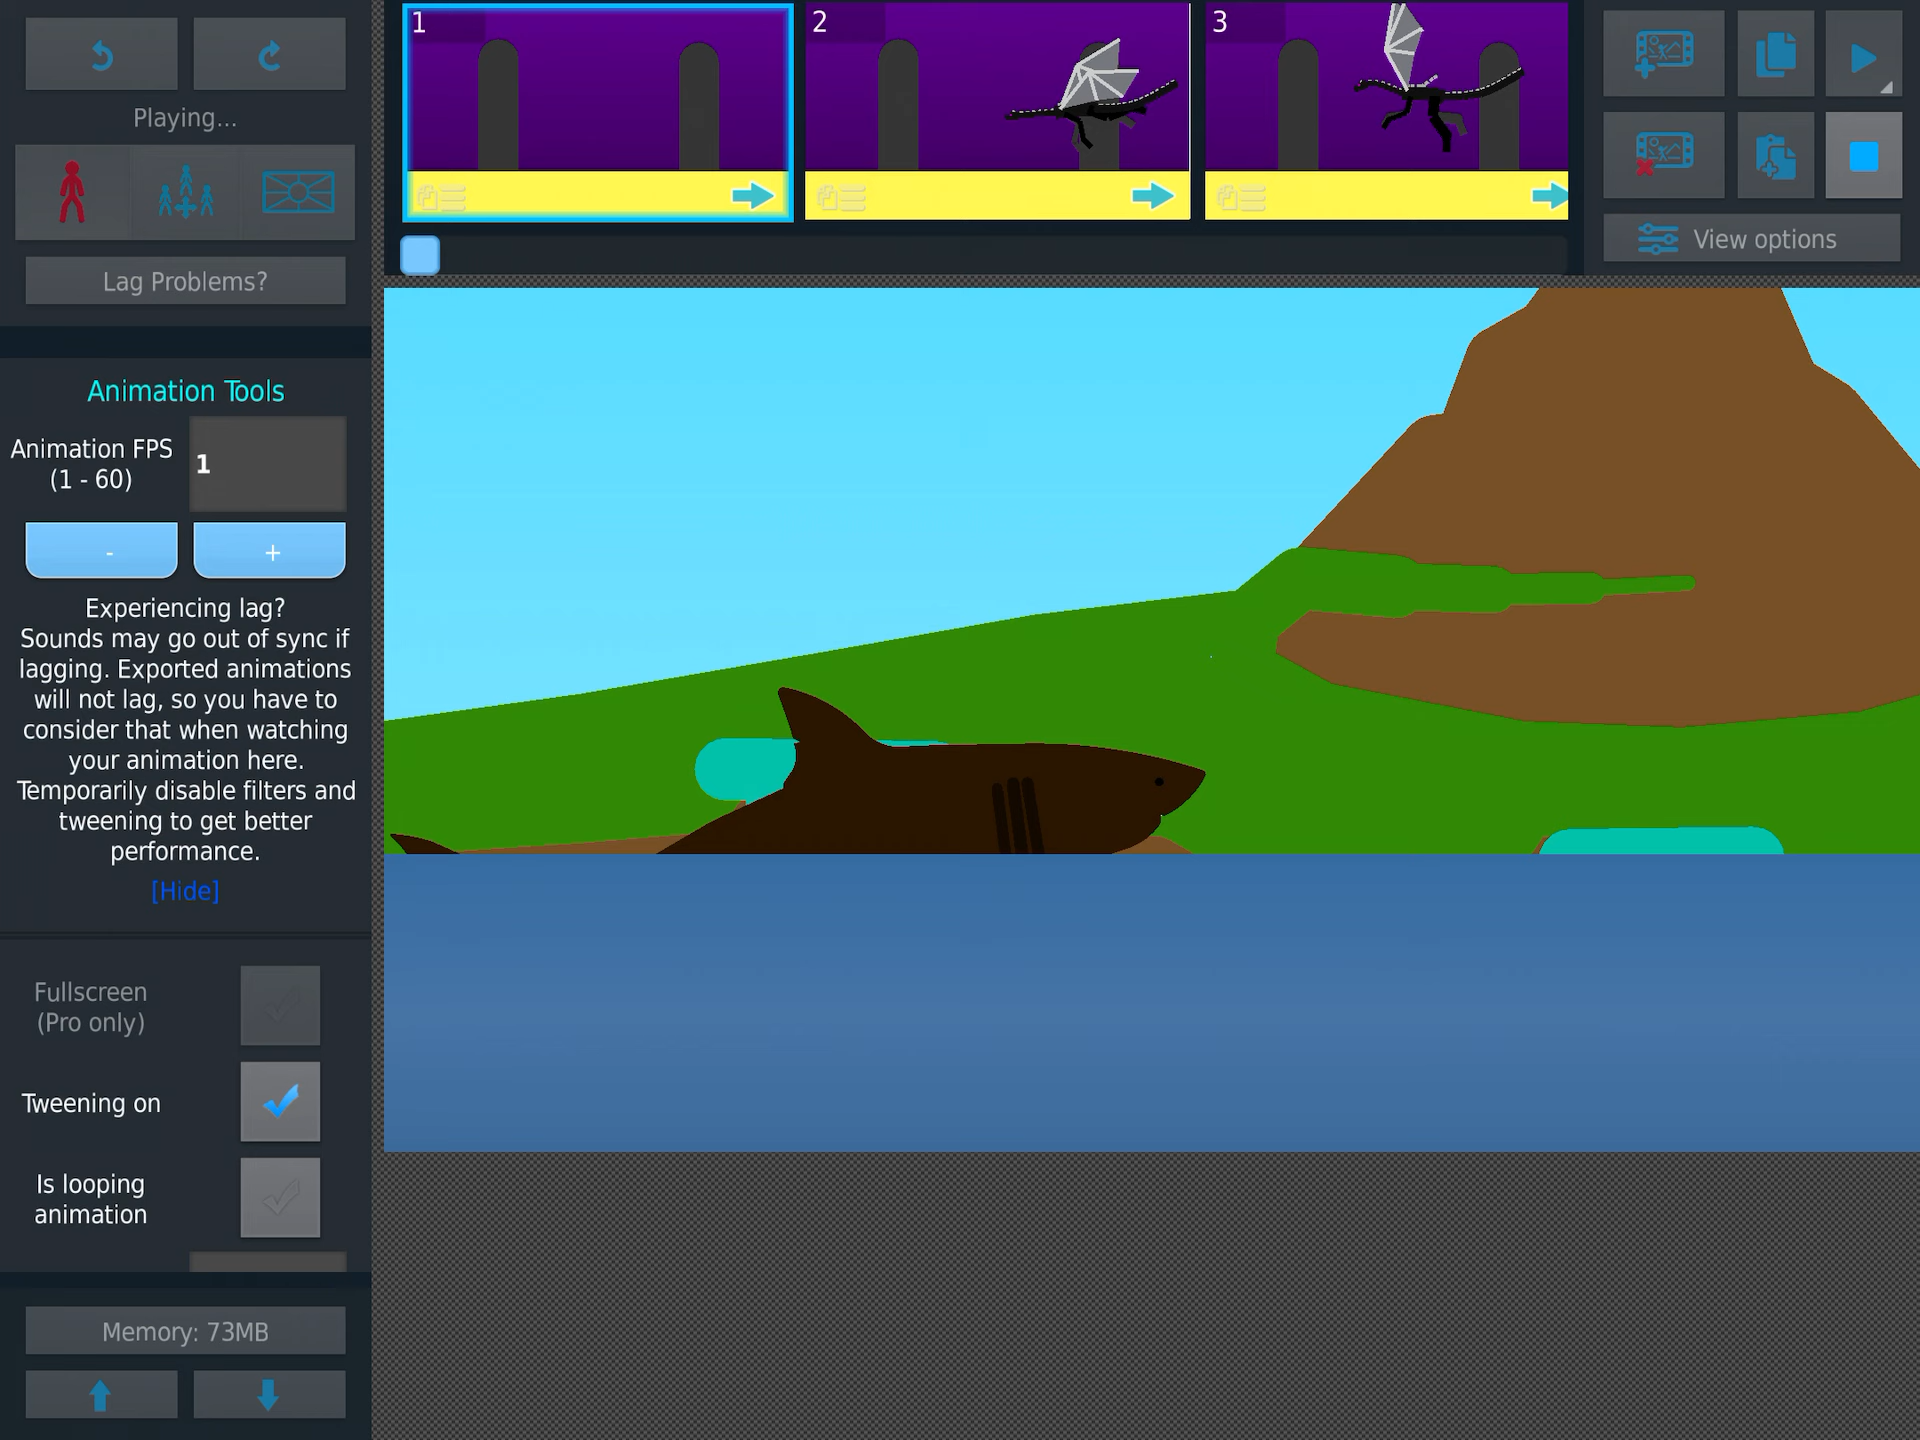 1
2
3
Playing...
Lag Problems?
View options
Animation Tools
Animation FPS
(1 - 60)
1
-
+
Experiencing lag?
Sounds may go out of sync if
lagging. Exported animations
will not lag, so you have to
consider that when watching
your animation here.
Temporarily disable filters and
tweening to get better
performance.
[Hide]
Fullscreen
(Pro only)
Tweening on
Is looping
animation
Memory: 73MB